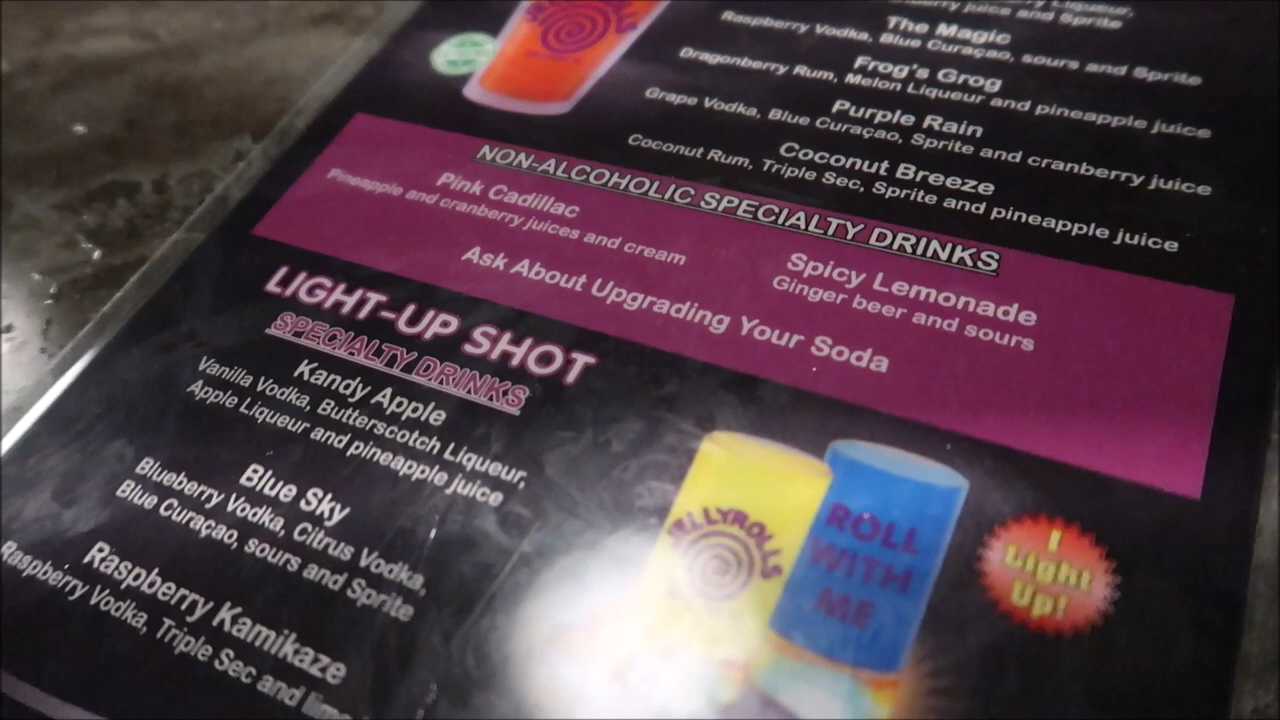 Liqueur,
juice and Sprite
The Magic
Raspberry Vodka, Blue Curaçao, sours and Sprite
Frog's Grog
Dragonberry Rum, Melon Liqueur and pineapple juice
Purple Rain
Grape Vodka, Blue Curaçao, Sprite and cranberry juice
Coconut Breeze
Coconut Rum, Triple Sec, Sprite and pineapple juice
NON-ALCOHOLIC SPECIALTY DRINKS
Pink Cadillac
Pineapple and cranberry juices and cream
Spicy Lemonade
Ginger beer and sours
Ask About Upgrading Your Soda
LIGHT-UP SHOT
SPECIALTY DRINKS
Kandy Apple
Vanilla Vodka, Butterscotch Liqueur,
Apple Liqueur and pineapple juice
Blue Sky
Blueberry Vodka, Citrus Vodka,
Blue Curaçao, sours and Sprite
Raspberry Kamikaze
Raspberry Vodka, Triple Sec and
JELLYROLLS
ROLL
WITH
ME
I
Light
Up!